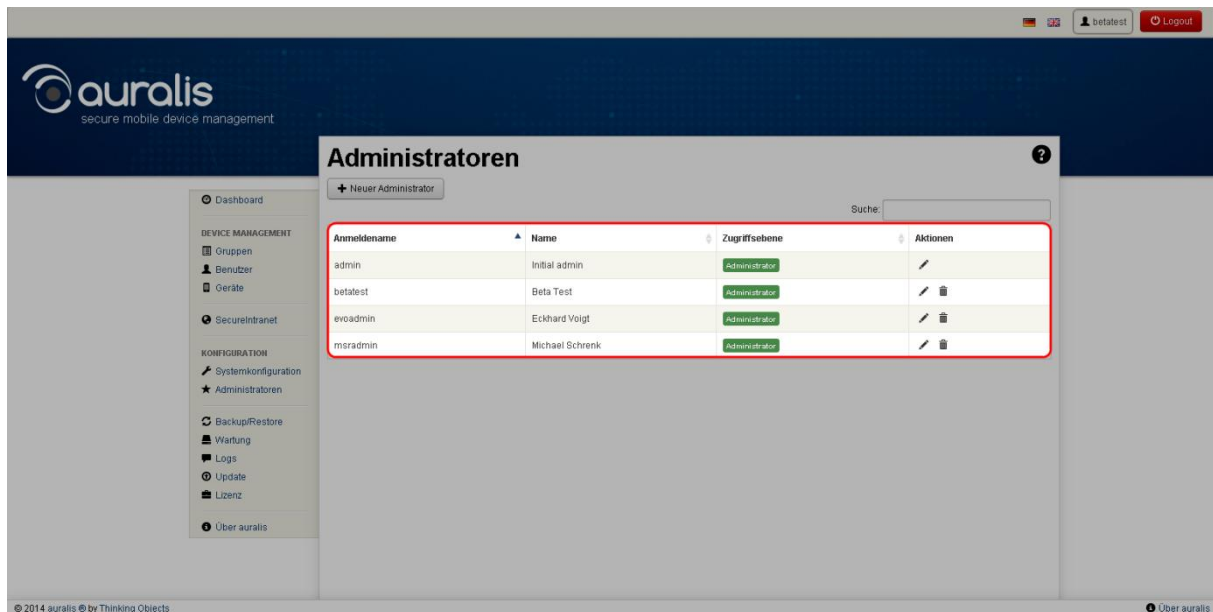 betatest
Logout
auralis
secure mobile device management
Administratoren
Neuer Administrator
Suche:
Dashboard
DEVICE MANAGEMENT
Gruppen
Benutzer
Geräte
SecureIntranet
KONFIGURATION
Systemkonfiguration
Administratoren
Backup/Restore
Wartung
Logs
Update
Lizenz
Über auralis
Anmeldename Name Zugriffsebene Aktionen
admin Initial admin Administrator
betatest Beta Test Administrator
evoadmin Eckhard Voigt Administrator
msradmin Michael Schrenk Administrator
© 2014 auralis ® by Thinking Objects
Über auralis